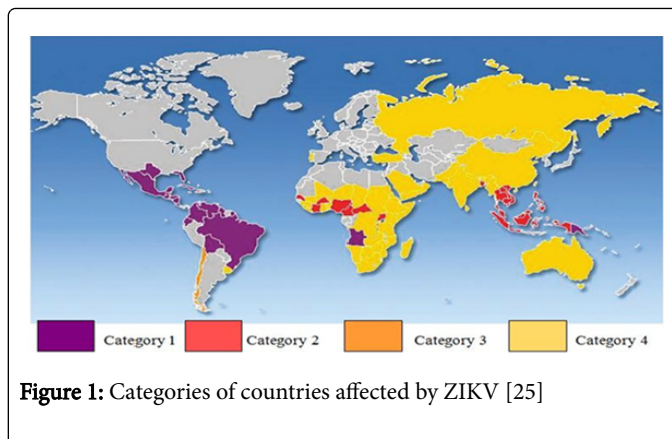 Category 1 Category 2 Category 3 Category 4
Figure 1: Categories of countries affected by ZIKV [25]